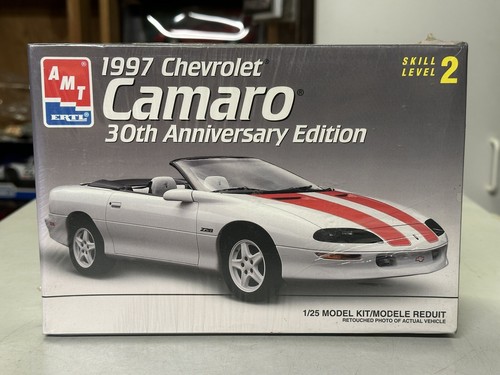 AMT
ERTL®
1997 Chevrolet®
Camaro®
30th Anniversary Edition
SKILL
LEVEL 2
Z28
1/25 MODEL KIT/MODELE REDUIT
RETOUCHED PHOTO OF ACTUAL VEHICLE